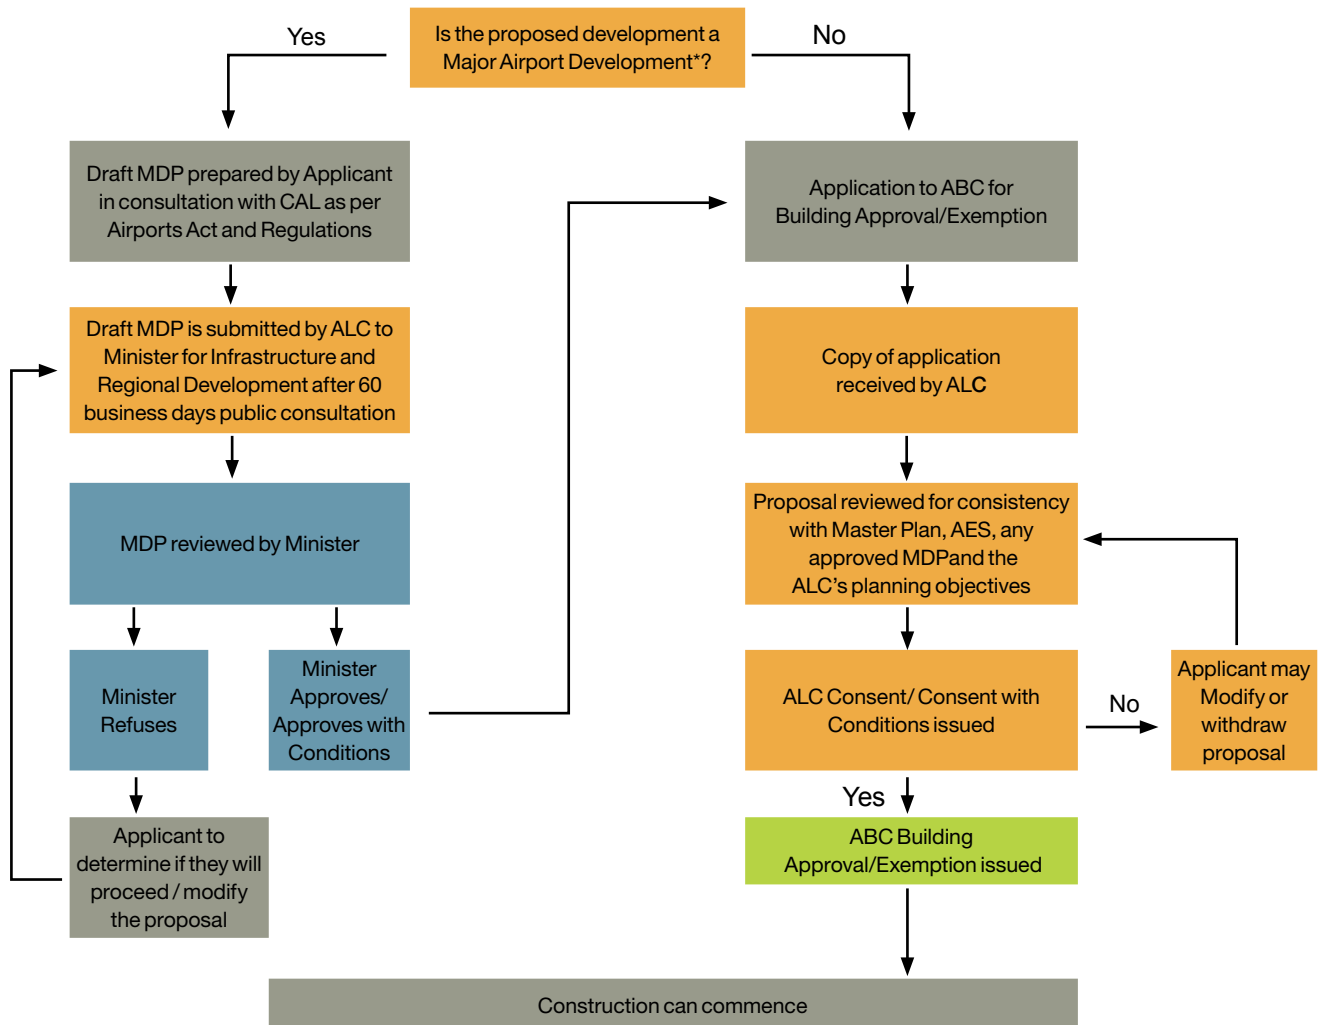 Is the proposed development a
Major Airport Development*?
Yes
No
Draft MDP prepared by Applicant
in consultation with CAL as per
Airports Act and Regulations
Draft MDP is submitted by ALC to
Minister for Infrastructure and
Regional Development after 60
business days public consultation
MDP reviewed by Minister
Minister
Refuses
Minister
Approves/
Approves with
Conditions
Applicant to
determine if they will
proceed / modify
the proposal
Application to ABC for
Building Approval/Exemption
Copy of application
received by ALC
Proposal reviewed for consistency
with Master Plan, AES, any
approved MDPand the
ALC's planning objectives
ALC Consent/ Consent with
Conditions issued
No
Applicant may
Modify or
withdraw
proposal
Yes
ABC Building
Approval/Exemption issued
Construction can commence